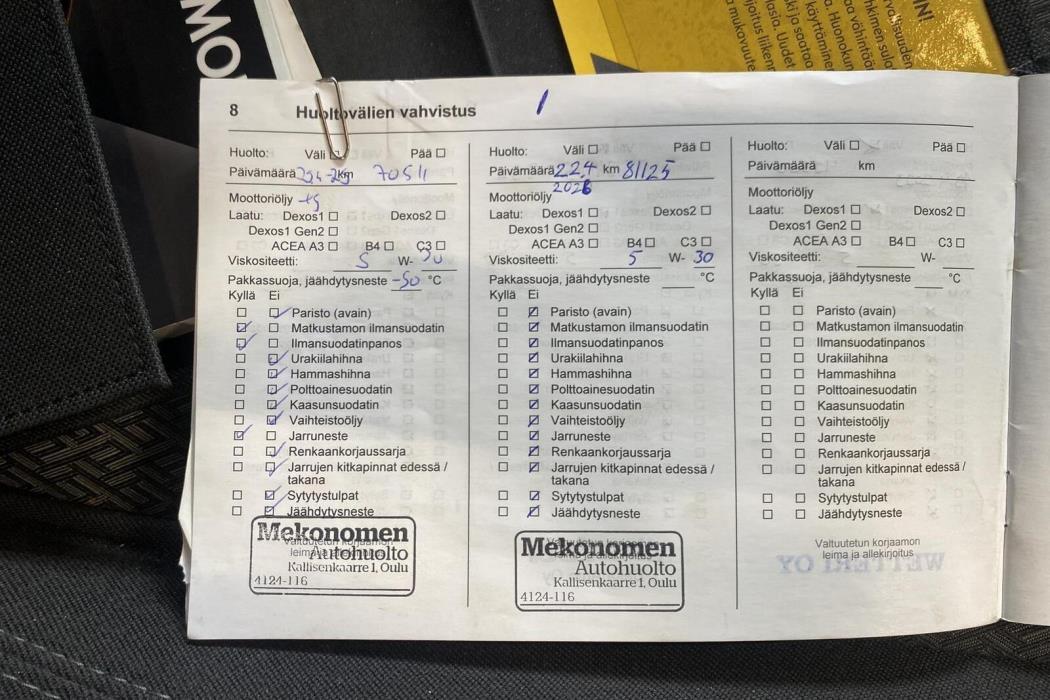 MO
8 Huoltovälien vahvistus
Huolto: Väli Pää
Päivämäärä km
Moottoriöljy
Laatu: Dexos1 Dexos2
Dexos1 Gen2
ACEA A3 B4 C3
Viskositeetti: 5 W- 30
Pakkassuoja, jäähdytysneste -50 °C
Kyllä Ei
Paristo (avain)
Matkustamon ilmansuodatin
Ilmansuodatinpanos
Urakiilahihna
Hammashihna
Polttoainesuodatin
Kaasunsuodatin
Vaihteistoöljy
Jarruneste
Renkaankorjaussarja
Jarrujen kitkapinnat edessä /
takana
Sytytystulpat
Jäähdytysneste
Mekonomen
Autohuolto
Kallisenkaarre 1, Oulu
4124-116
Huolto: Väli Pää
Päivämäärä 22.4 km 81125
2026
Moottoriöljy
Laatu: Dexos1 Dexos2
Dexos1 Gen2
ACEA A3 B4 C3
Viskositeetti: 5 W- 30
Pakkassuoja, jäähdytysneste °C
Kyllä Ei
Paristo (avain)
Matkustamon ilmansuodatin
Ilmansuodatinpanos
Urakiilahihna
Hammashihna
Polttoainesuodatin
Kaasunsuodatin
Vaihteistoöljy
Jarruneste
Renkaankorjaussarja
Jarrujen kitkapinnat edessä /
takana
Sytytystulpat
Jäähdytysneste
Mekonomen
Autohuolto
Kallisenkaarre 1, Oulu
4124-116
Huolto: Väli Pää
Päivämäärä km
Moottoriöljy
Laatu: Dexos1 Dexos2
Dexos1 Gen2
ACEA A3 B4 C3
Viskositeetti: W-
Pakkassuoja, jäähdytysneste °C
Kyllä Ei
Paristo (avain)
Matkustamon ilmansuodatin
Ilmansuodatinpanos
Urakiilahihna
Hammashihna
Polttoainesuodatin
Kaasunsuodatin
Vaihteistoöljy
Jarruneste
Renkaankorjaussarja
Jarrujen kitkapinnat edessä /
takana
Sytytystulpat
Jäähdytysneste
Valtuutetun korjaamon
leima ja allekirjoitus